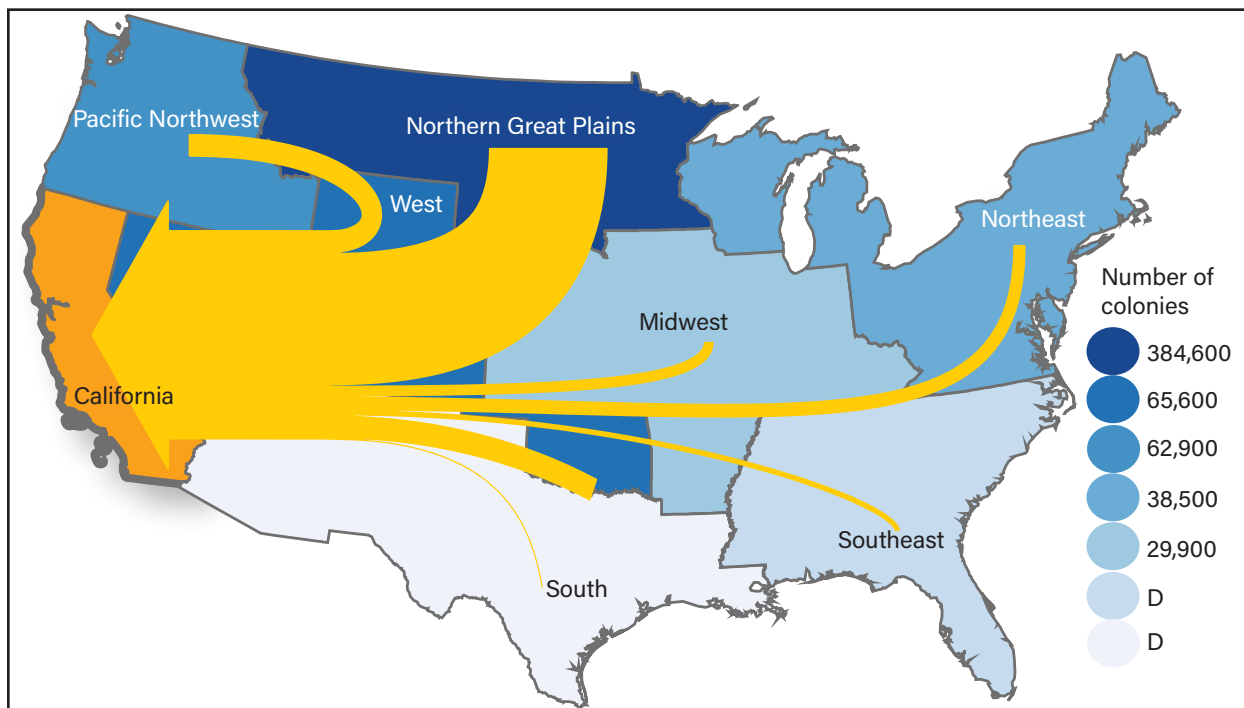 Pacific Northwest
Northern Great Plains
West
Northeast
Number of
colonies
Midwest
384,600
California
65,600
62,900
38,500
Southeast
29,900
South
D
D